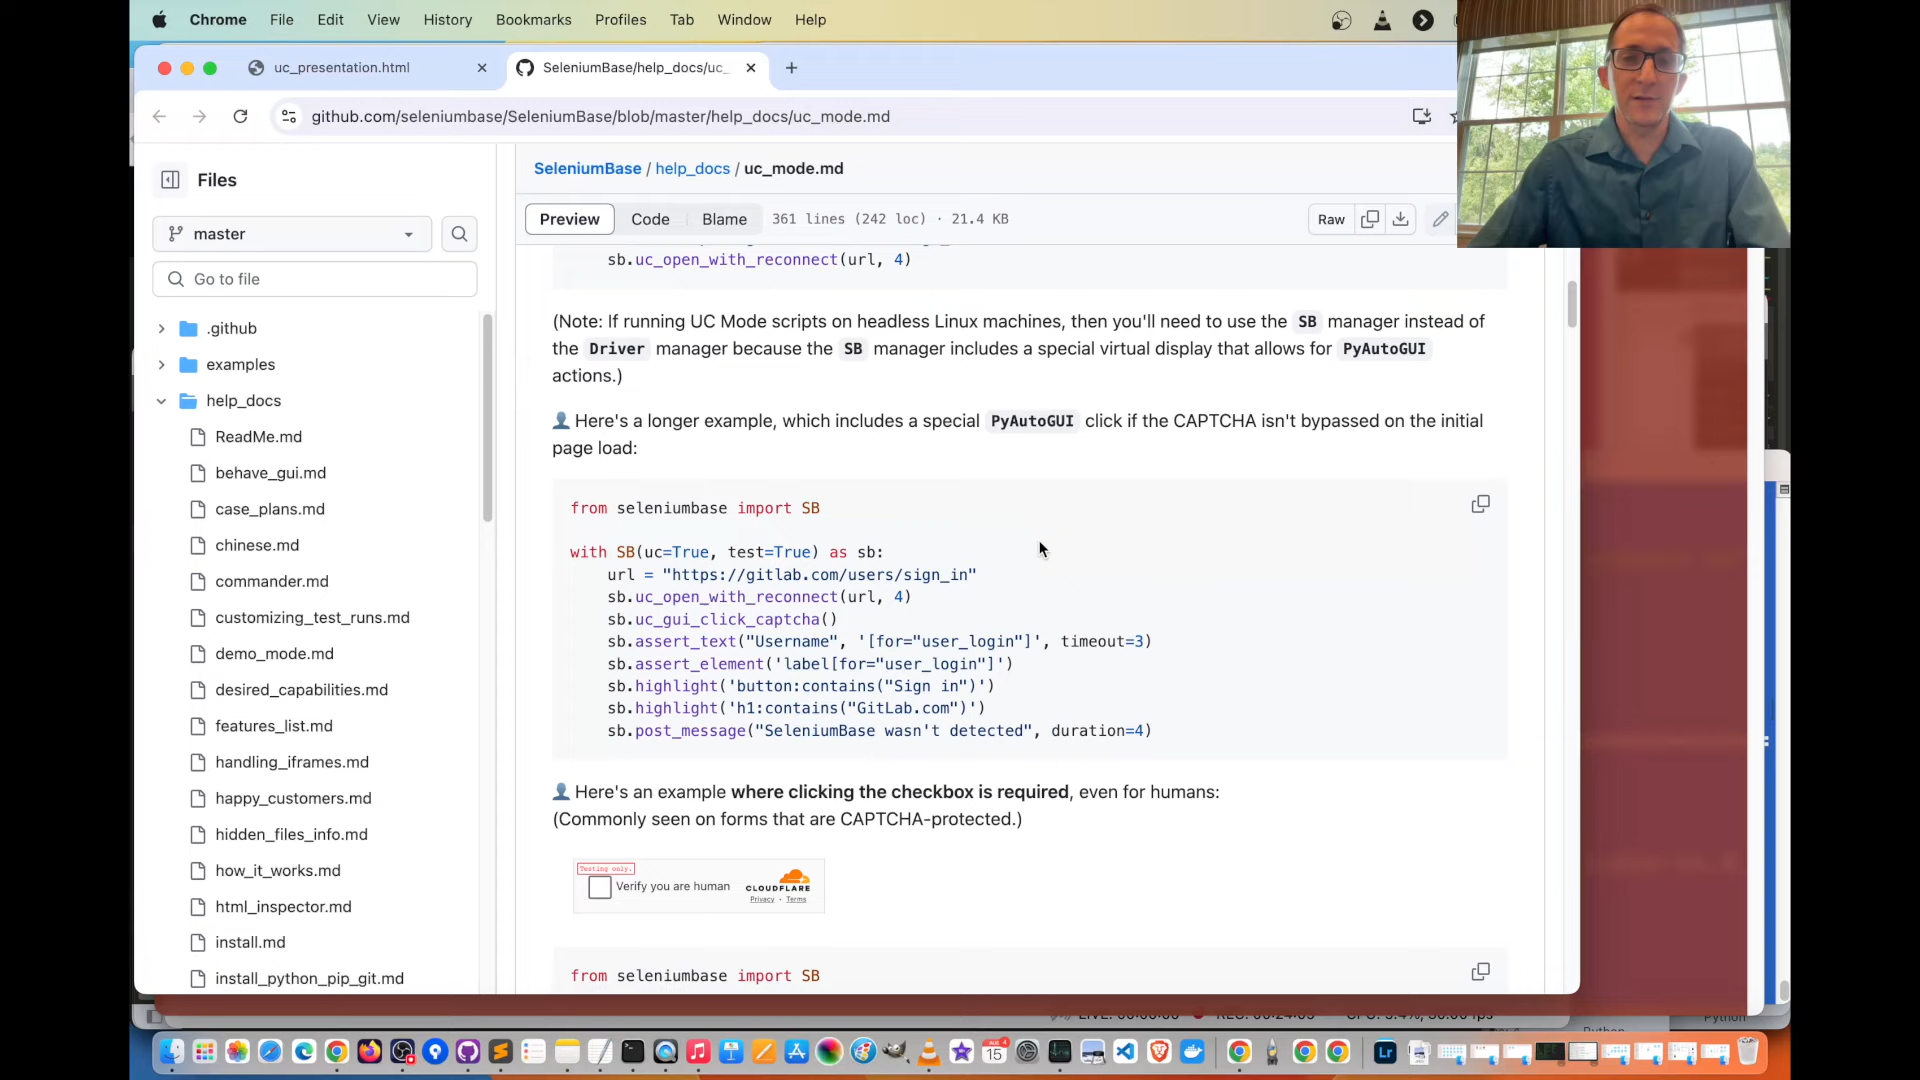 Chrome File Edit View History Bookmarks Profiles Tab Window Help
uc_presentation.html
SeleniumBase/help_docs/uc_
github.com/seleniumbase/SeleniumBase/blob/master/help_docs/uc_mode.md
Files
master
Go to file
.github
examples
help_docs
ReadMe.md
behave_gui.md
case_plans.md
chinese.md
commander.md
customizing_test_runs.md
demo_mode.md
desired_capabilities.md
features_list.md
handling_iframes.md
happy_customers.md
hidden_files_info.md
how_it_works.md
html_inspector.md
install.md
install_python_pip_git.md
SeleniumBase / help_docs / uc_mode.md
Preview Code Blame 361 lines (242 loc) · 21.4 KB Raw
sb.uc_open_with_reconnect(url, 4)
(Note: If running UC Mode scripts on headless Linux machines, then you'll need to use the SB manager instead of
the Driver manager because the SB manager includes a special virtual display that allows for PyAutoGUI
actions.)
👤 Here's a longer example, which includes a special PyAutoGUI click if the CAPTCHA isn't bypassed on the initial
page load:
from seleniumbase import SB
with SB(uc=True, test=True) as sb:
url = "https://gitlab.com/users/sign_in"
sb.uc_open_with_reconnect(url, 4)
sb.uc_gui_click_captcha()
sb.assert_text("Username", '[for="user_login"]', timeout=3)
sb.assert_element('label[for="user_login"]')
sb.highlight('button:contains("Sign in")')
sb.highlight('h1:contains("GitLab.com")')
sb.post_message("SeleniumBase wasn't detected", duration=4)
👤 Here's an example where clicking the checkbox is required, even for humans:
(Commonly seen on forms that are CAPTCHA-protected.)
Testing only.
Verify you are human
CLOUDFLARE
Privacy · Terms
from seleniumbase import SB
Python
Python
15
Lr